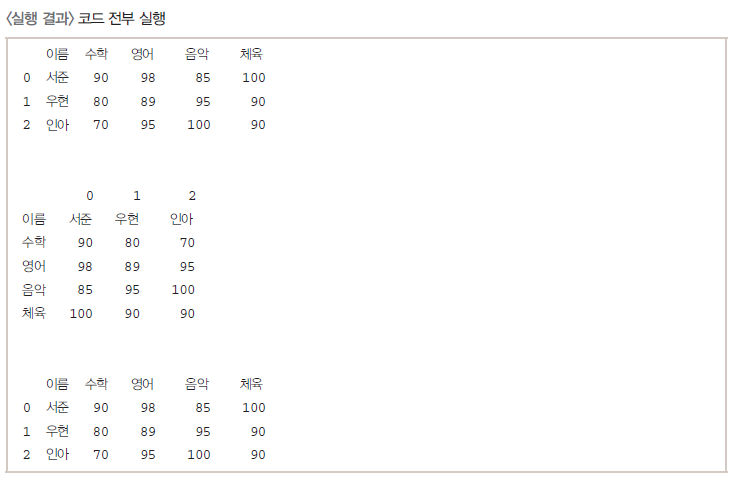 <실행 결과> 코드 전부 실행
이름 수학 영어 음악 체육
0 서준 90 98 85 100
1 우현 80 89 95 90
2 인아 70 95 100 90
0 1 2
이름 서준 우현 인아
수학 90 80 70
영어 98 89 95
음악 85 95 100
체육 100 90 90
이름 수학 영어 음악 체육
0 서준 90 98 85 100
1 우현 80 89 95 90
2 인아 70 95 100 90